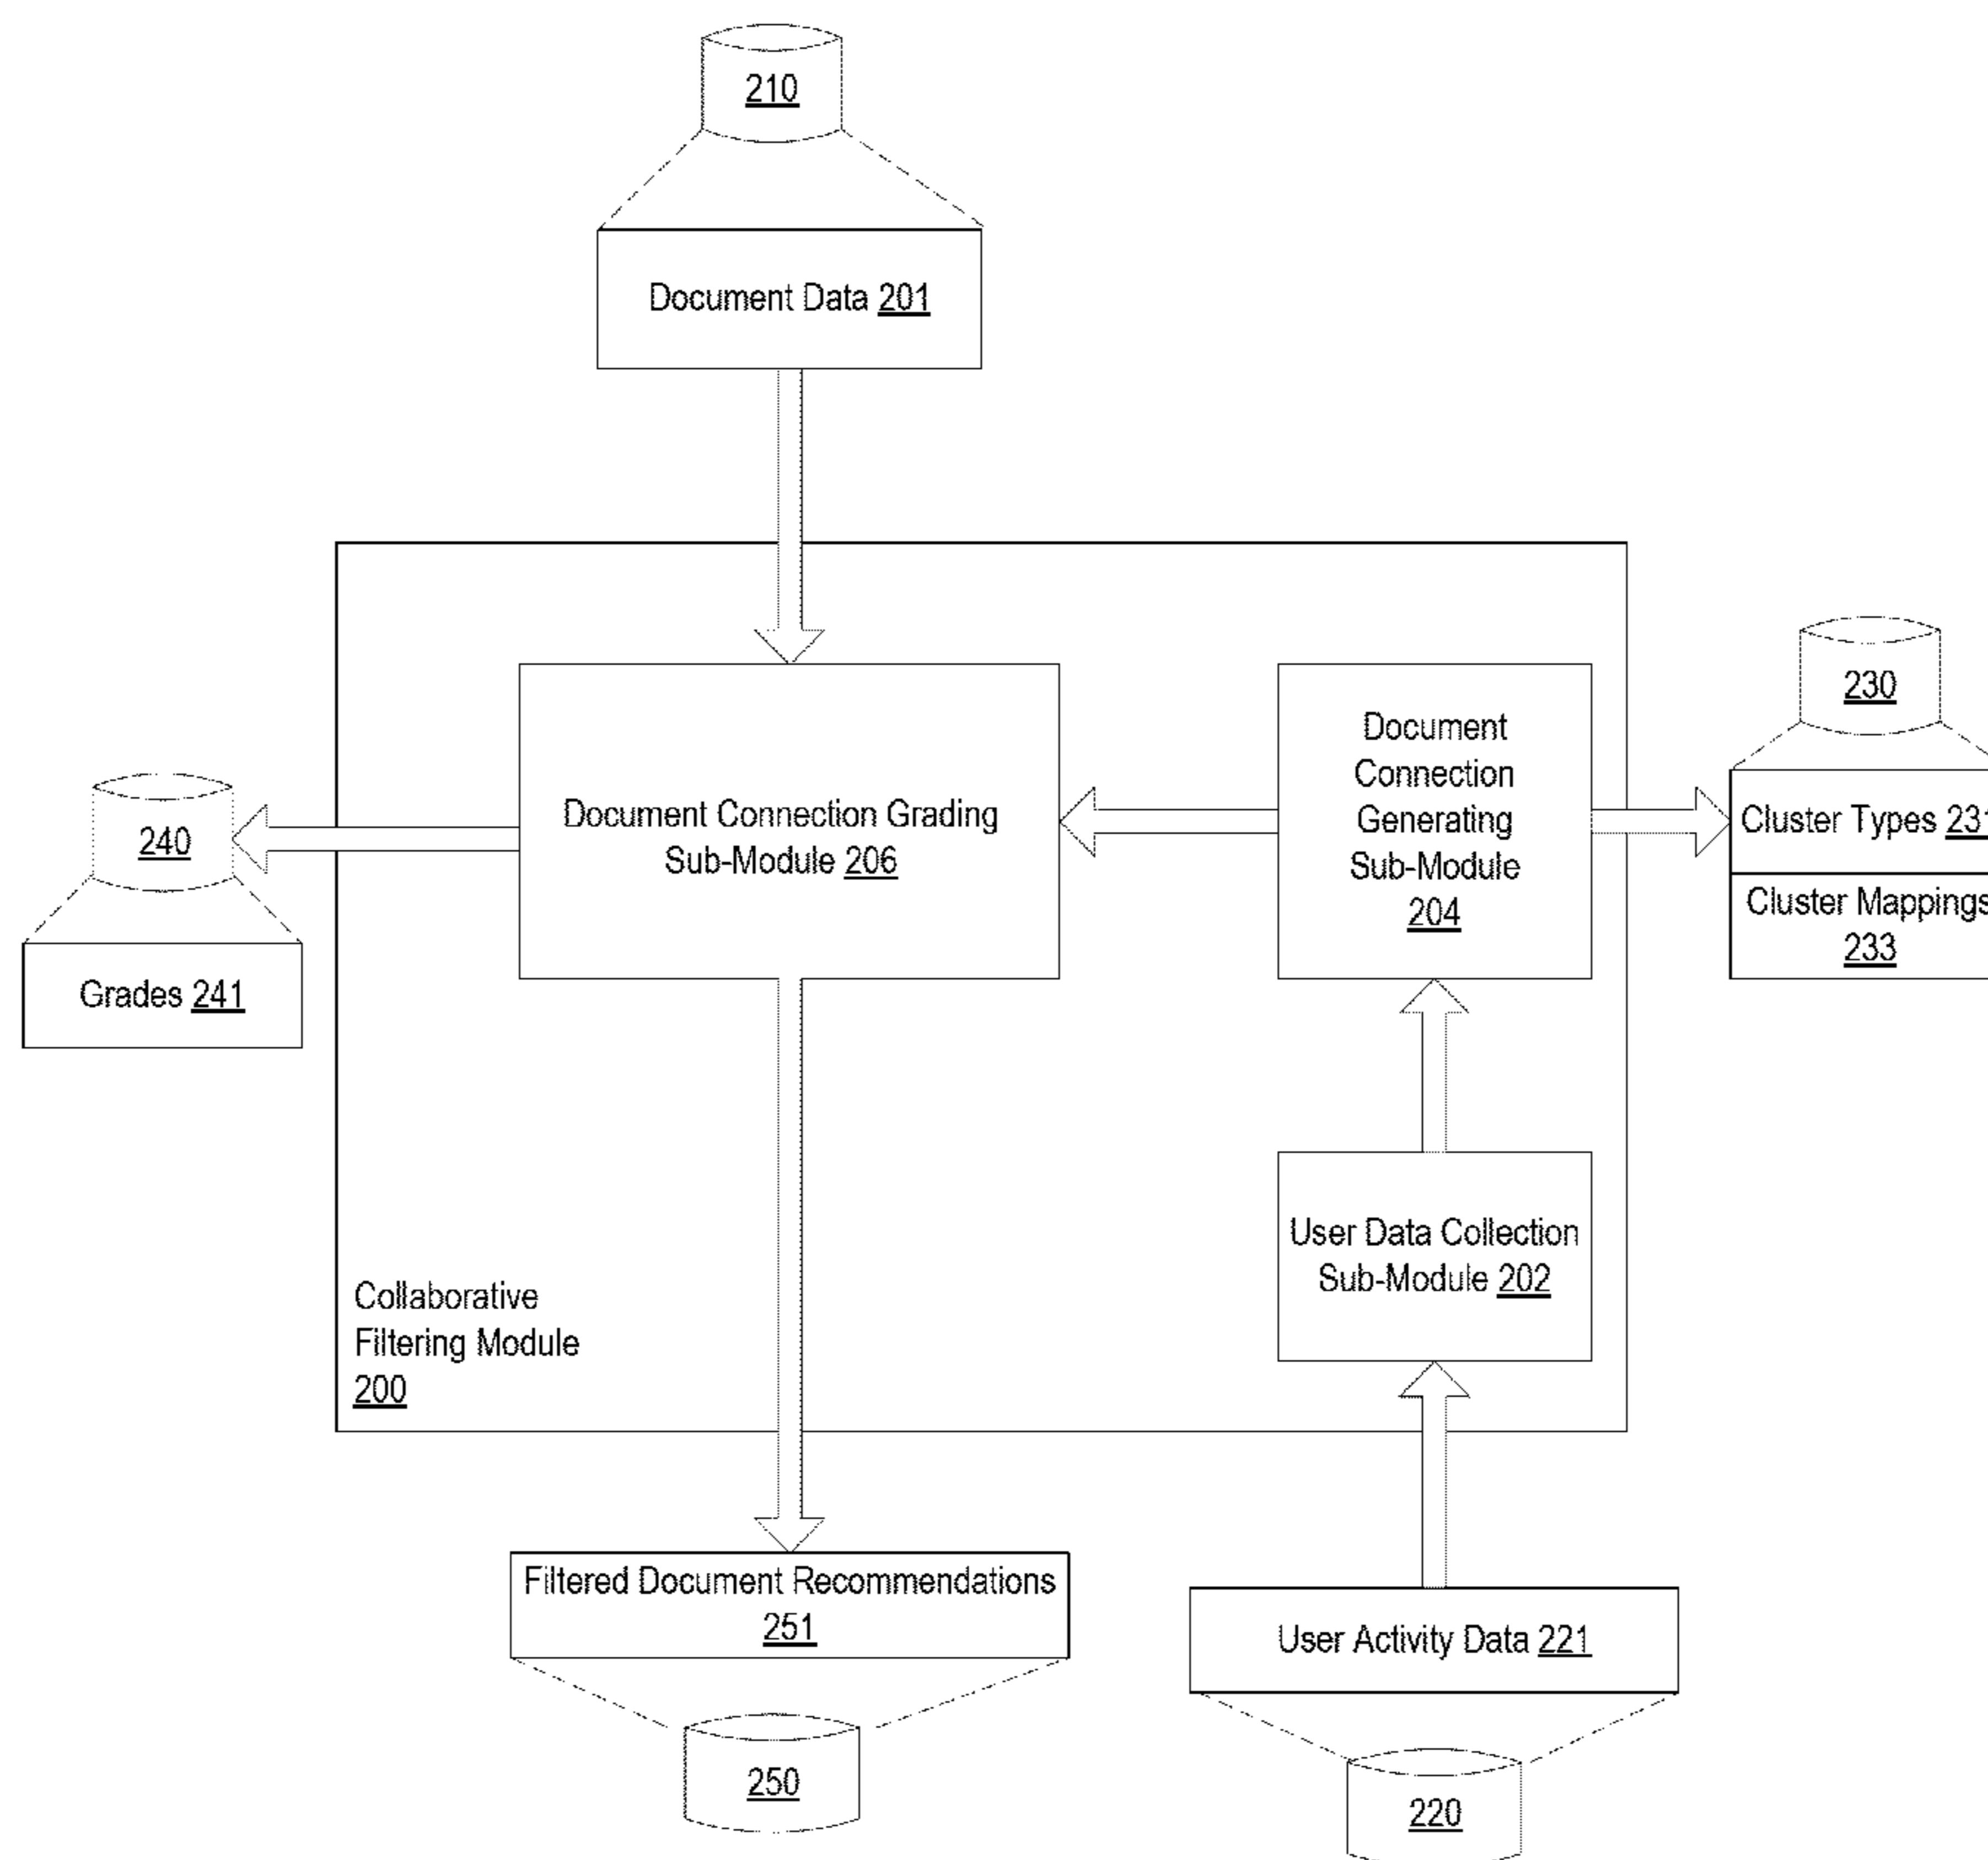 210
Document Data 201
230
Document
Connection
Generating
Sub-Module
204
Cluster Types 231
Cluster Mappings
233
Document Connection Grading
Sub-Module 206
240
Grades 241
User Data Collection
Sub-Module 202
Collaborative
Filtering Module
200
Filtered Document Recommendations
251
User Activity Data 221
250
220